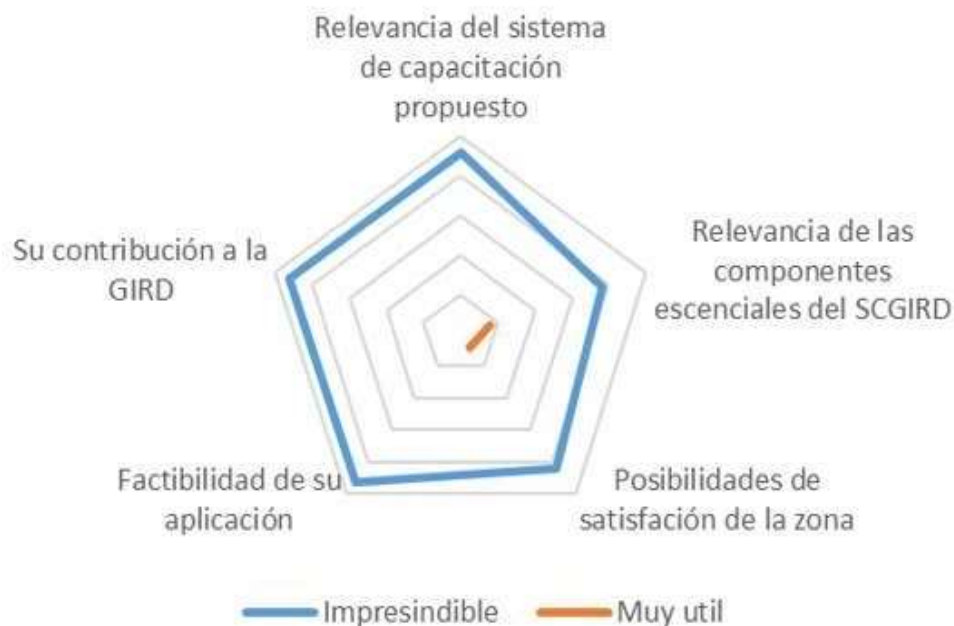 Relevancia del sistema
de capacitación
propuesto
Su contribución a la
GIRD
Relevancia de las
componentes
escenciales del SCGIRD
Factibilidad de su
aplicación
Posibilidades de
satisfacción de la zona
Impresindible
Muy util